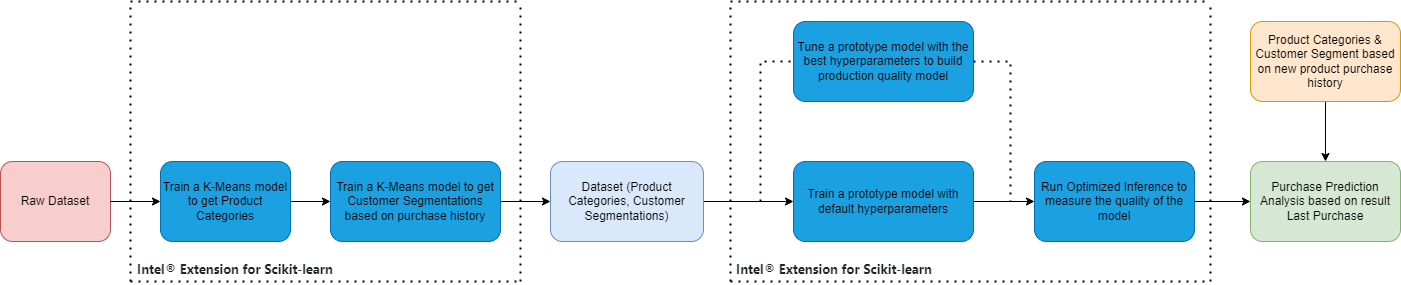 Raw Dataset
Train a K-Means model
to get Product
Categories
Train a K-Means model to get
Customer Segmentations
based on purchase history
Intel® Extension for Scikit-learn
Dataset (Product
Categories, Customer
Segmentations)
Tune a prototype model with the
best hyperparameters to build
production quality model
Train a prototype model with
default hyperparameters
Run Optimized Inference to
measure the quality of the
model
Intel® Extension for Scikit-learn
Product Categories &
Customer Segment based
on new product purchase
history
Purchase Prediction
Analysis based on result
Last Purchase